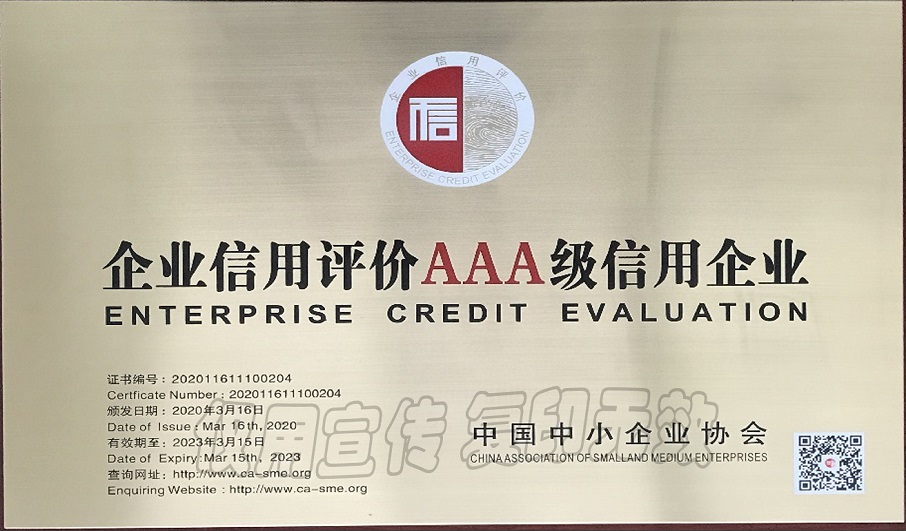 企业信用评价
信
ENTERPRISE CREDIT EVALUATION
企业信用评价AAA级信用企业
ENTERPRISE CREDIT EVALUATION
证书编号：202011611100204
Certficate Number：202011611100204
颁发日期：2020年3月16日
Date of Issue：Mar 16th, 2020
有效期至：2023年3月15日
Date of Expiry:Mar 15th, 2023
查询网址：http://www.ca-sme.org
Enquiring Website：http://www.ca-sme.org
仅用宣传 复印无效
中国中小企业协会
CHINA ASSOCIATION OF SMALLAND MEDIUM ENTERPRISES